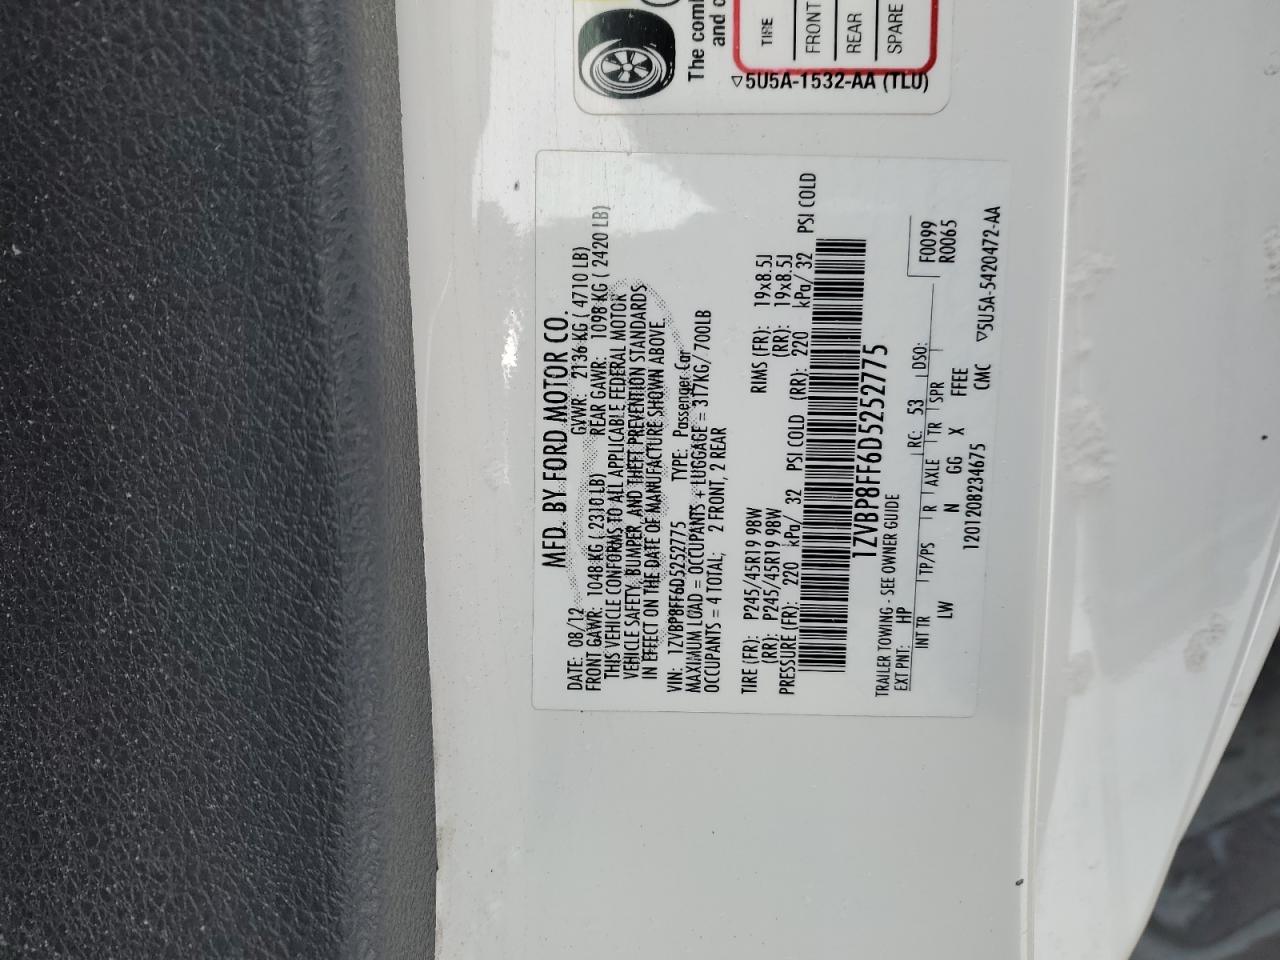 MFD. BY FORD MOTOR CO.
DATE: 08/12 GVWR: 2136 KG ( 4710 LB)
FRONT GAWR: 1048 KG ( 2310 LB) REAR GAWR: 1098 KG ( 2420 LB)
THIS VEHICLE CONFORMS TO ALL APPLICABLE FEDERAL MOTOR
VEHICLE SAFETY, BUMPER, AND THEFT PREVENTION STANDARDS
IN EFFECT ON THE DATE OF MANUFACTURE SHOWN ABOVE.
VIN: 1ZVBP8FF6D5252775 TYPE: Passenger Car
MAXIMUM LOAD = OCCUPANTS + LUGGAGE = 317KG/ 700LB
OCCUPANTS = 4 TOTAL; 2 FRONT, 2 REAR
TIRE (FR): P245/45R19 98W RIMS (FR): 19x8.5J
(RR): P245/45R19 98W (RR): 19x8.5J
PRESSURE (FR): 220 kPa/ 32 PSI COLD (RR): 220 kPa/ 32 PSI COLD
1ZVBP8FF6D5252775
TRAILER TOWING - SEE OWNER GUIDE
EXT PNT: HP RC: 53 DSO: F0099
INT TR TP/PS R AXLE TR SPR R0065
LW N GG X FFEE
1201208234675 CMC ▽5U5A-5420472-AA
The com
and c
TIRE
FRONT
REAR
SPARE
▽5U5A-1532-AA (TLU)